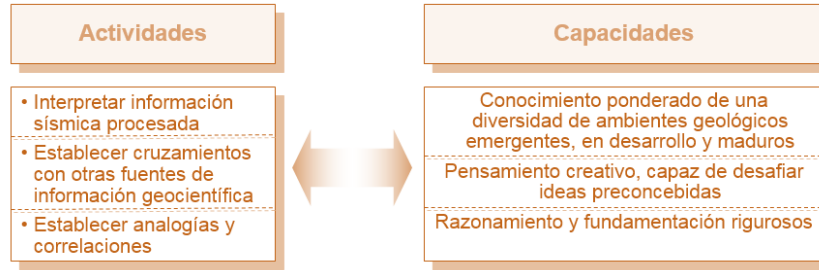 Actividades
Capacidades
• Interpretar información
sísmica procesada
• Establecer cruzamientos
con otras fuentes de
información geocientífica
• Establecer analogías y
correlaciones
Conocimiento ponderado de una
diversidad de ambientes geológicos
emergentes, en desarrollo y maduros
Pensamiento creativo, capaz de desafiar
ideas preconcebidas
Razonamiento y fundamentación rigurosos